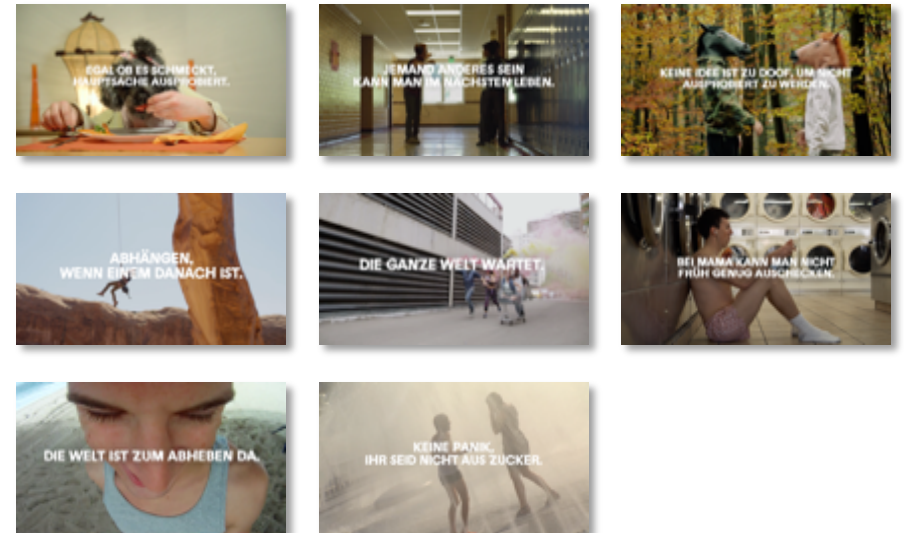 EGAL OB ES SCHMECKT,
HAUPTSACHE AUSPROBIERT.
JEMAND ANDERES SEIN
KANN MAN IM NÄCHSTEN LEBEN.
KEINE IDEE IST ZU DOOF, UM NICHT
AUSPROBIERT ZU WERDEN.
ABHÄNGEN,
WENN EINEM DANACH IST.
DIE GANZE WELT WARTET.
BEI MAMA KANN MAN NICHT
FRÜH GENUG AUSCHECKEN.
DIE WELT IST ZUM ABHEBEN DA.
KEINE PANIK,
IHR SEID NICHT AUS ZUCKER.